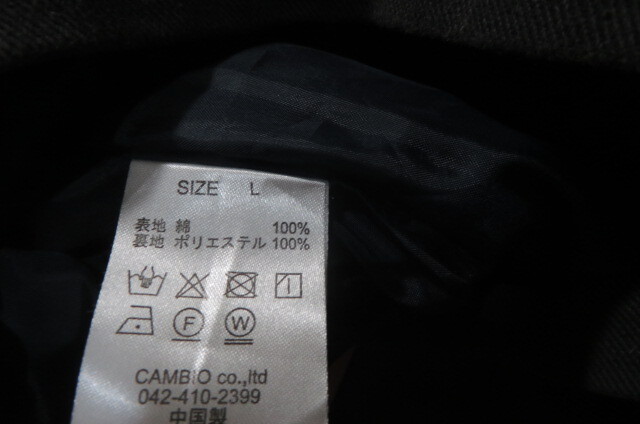 SIZE L
表地 綿 100%
裏地 ポリエステル 100%
F W
CAMBIO co.,ltd
042-410-2399
中国製